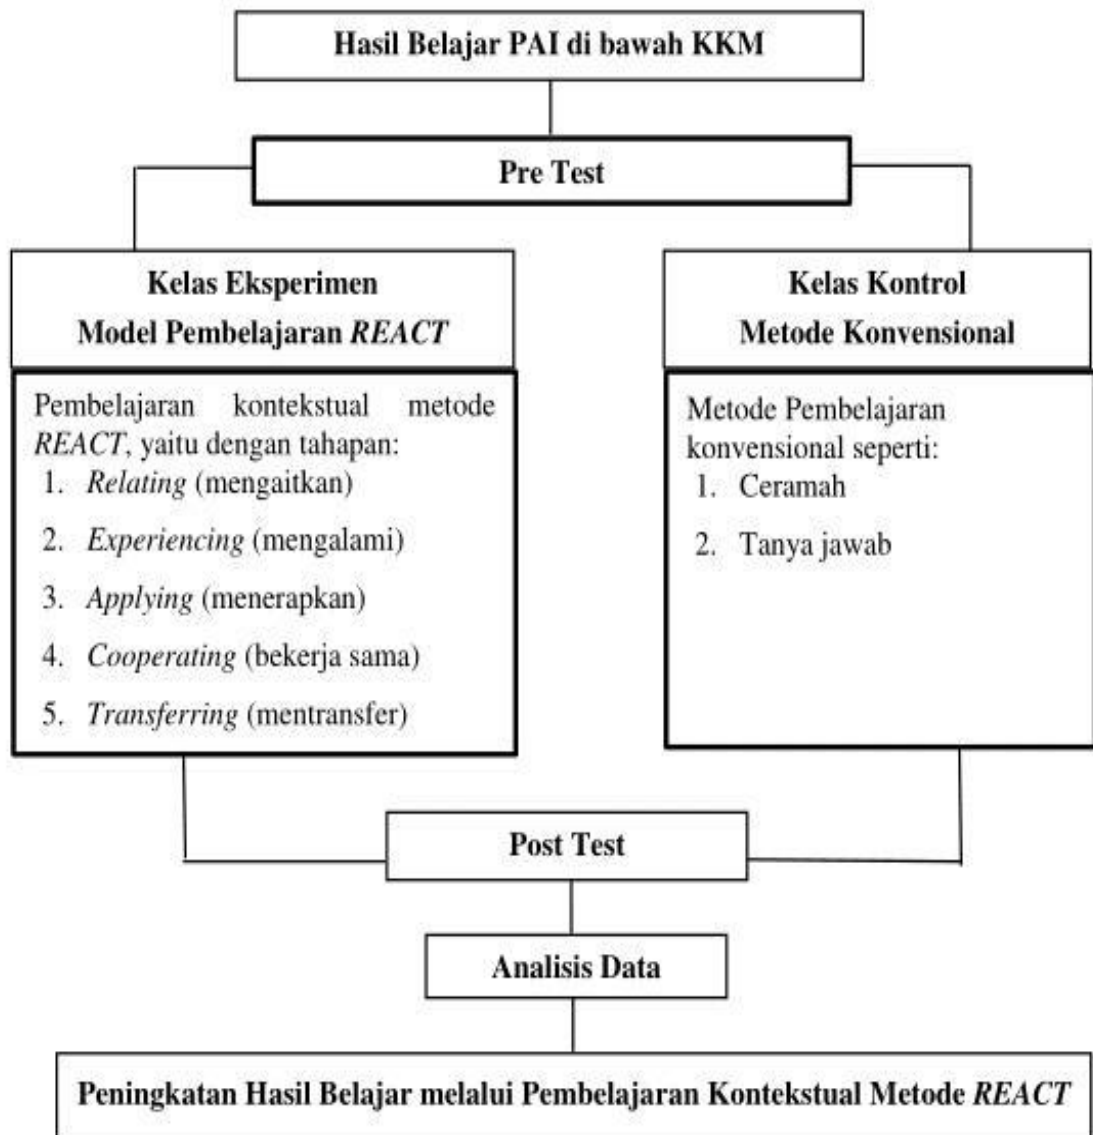 Hasil Belajar PAI di bawah KKM
Pre Test
Kelas Eksperimen
Model Pembelajaran REACT
Pembelajaran kontekstual metode
REACT, yaitu dengan tahapan:
1. Relating (mengaitkan)
2. Experiencing (mengalami)
3. Applying (menerapkan)
4. Cooperating (bekerja sama)
5. Transferring (mentransfer)
Kelas Kontrol
Metode Konvensional
Metode Pembelajaran
konvensional seperti:
1. Ceramah
2. Tanya jawab
Post Test
Analisis Data
Peningkatan Hasil Belajar melalui Pembelajaran Kontekstual Metode REACT